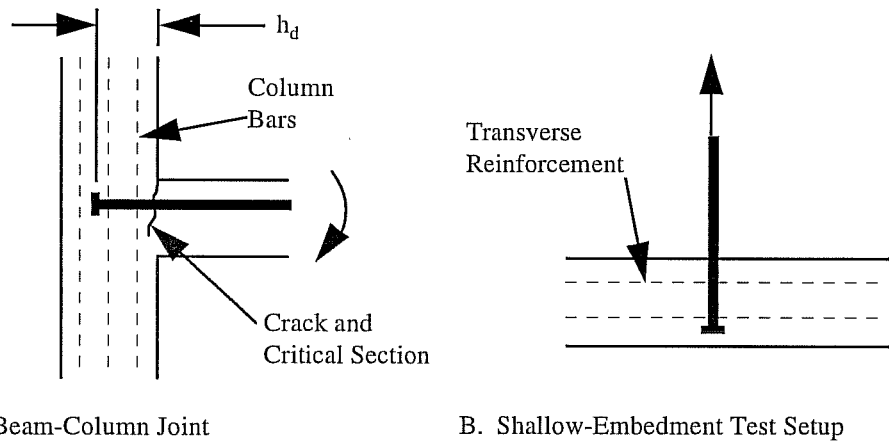 h_d
Column
Bars
Transverse
Reinforcement
Crack and
Critical Section
Beam-Column Joint
B. Shallow-Embedment Test Setup